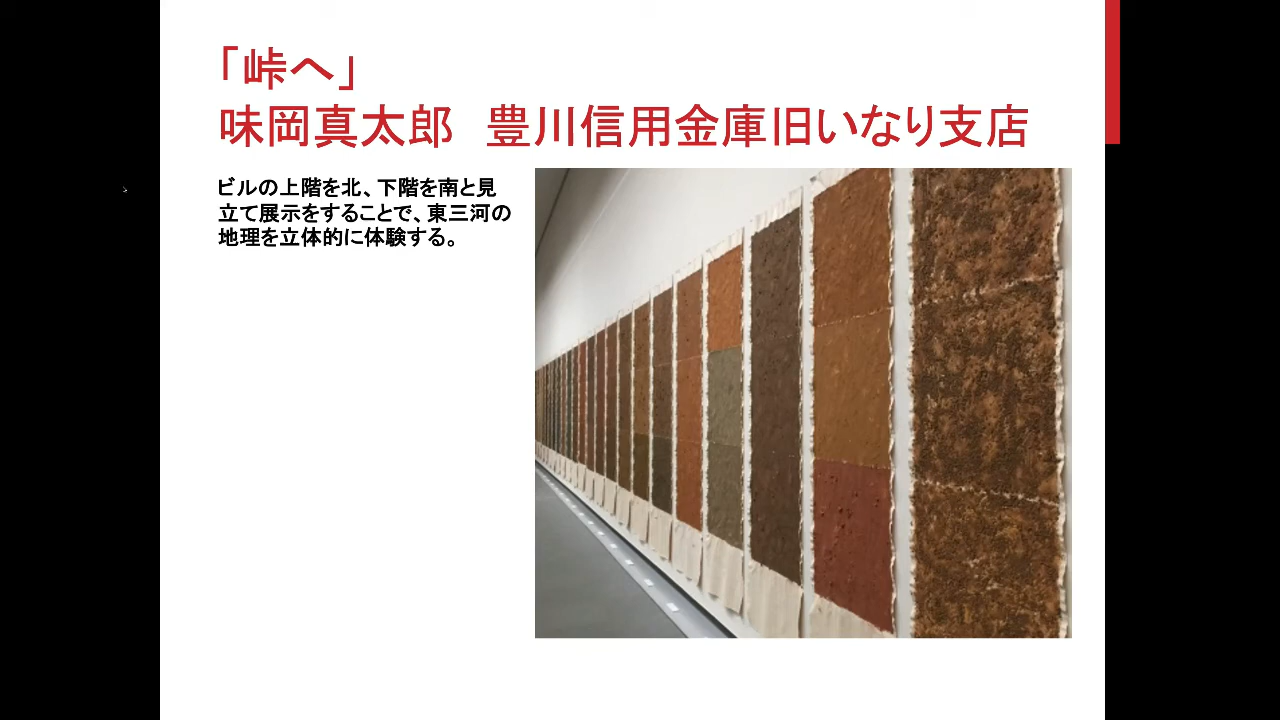 「峠へ」
味岡真太郎　豊川信用金庫旧いなり支店
ビルの上階を北、下階を南と見
立て展示をすることで、東三河の
地理を立体的に体験する。